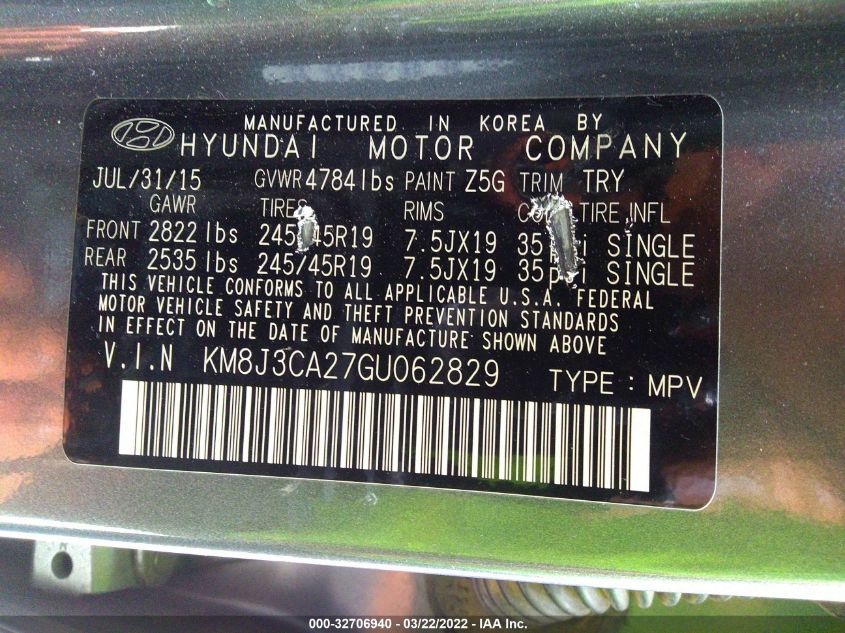 MANUFACTURED IN KOREA BY
HYUNDAI MOTOR COMPANY
JUL/31/15 GVWR 4784 lbs PAINT Z5G TRIM TRY
GAWR TIRES RIMS TIRE INFL
FRONT 2822 lbs 245/45R19 7.5JX19 35 psi SINGLE
REAR 2535 lbs 245/45R19 7.5JX19 35 psi SINGLE
THIS VEHICLE CONFORMS TO ALL APPLICABLE U.S.A. FEDERAL
MOTOR VEHICLE SAFETY AND THEFT PREVENTION STANDARDS
IN EFFECT ON THE DATE OF MANUFACTURE SHOWN ABOVE
V.I.N KM8J3CA27GU062829 TYPE : MPV
000-32706940 - 03/22/2022 - IAA Inc.